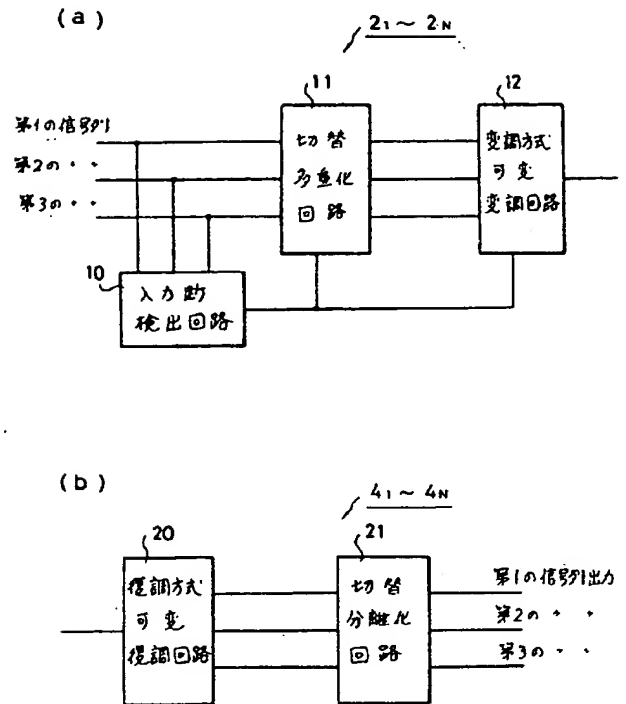 (a)
2₁～2N
11
12
第1の信号列
第2の〃〃
第3の〃〃
切替
多重化
回路
変調方式
可変
変調回路
10
入力断
検出回路
(b)
4₁～4N
20
21
復調方式
可変
復調回路
切替
分離化
回路
第1の信号列出力
第2の〃〃
第3の〃〃